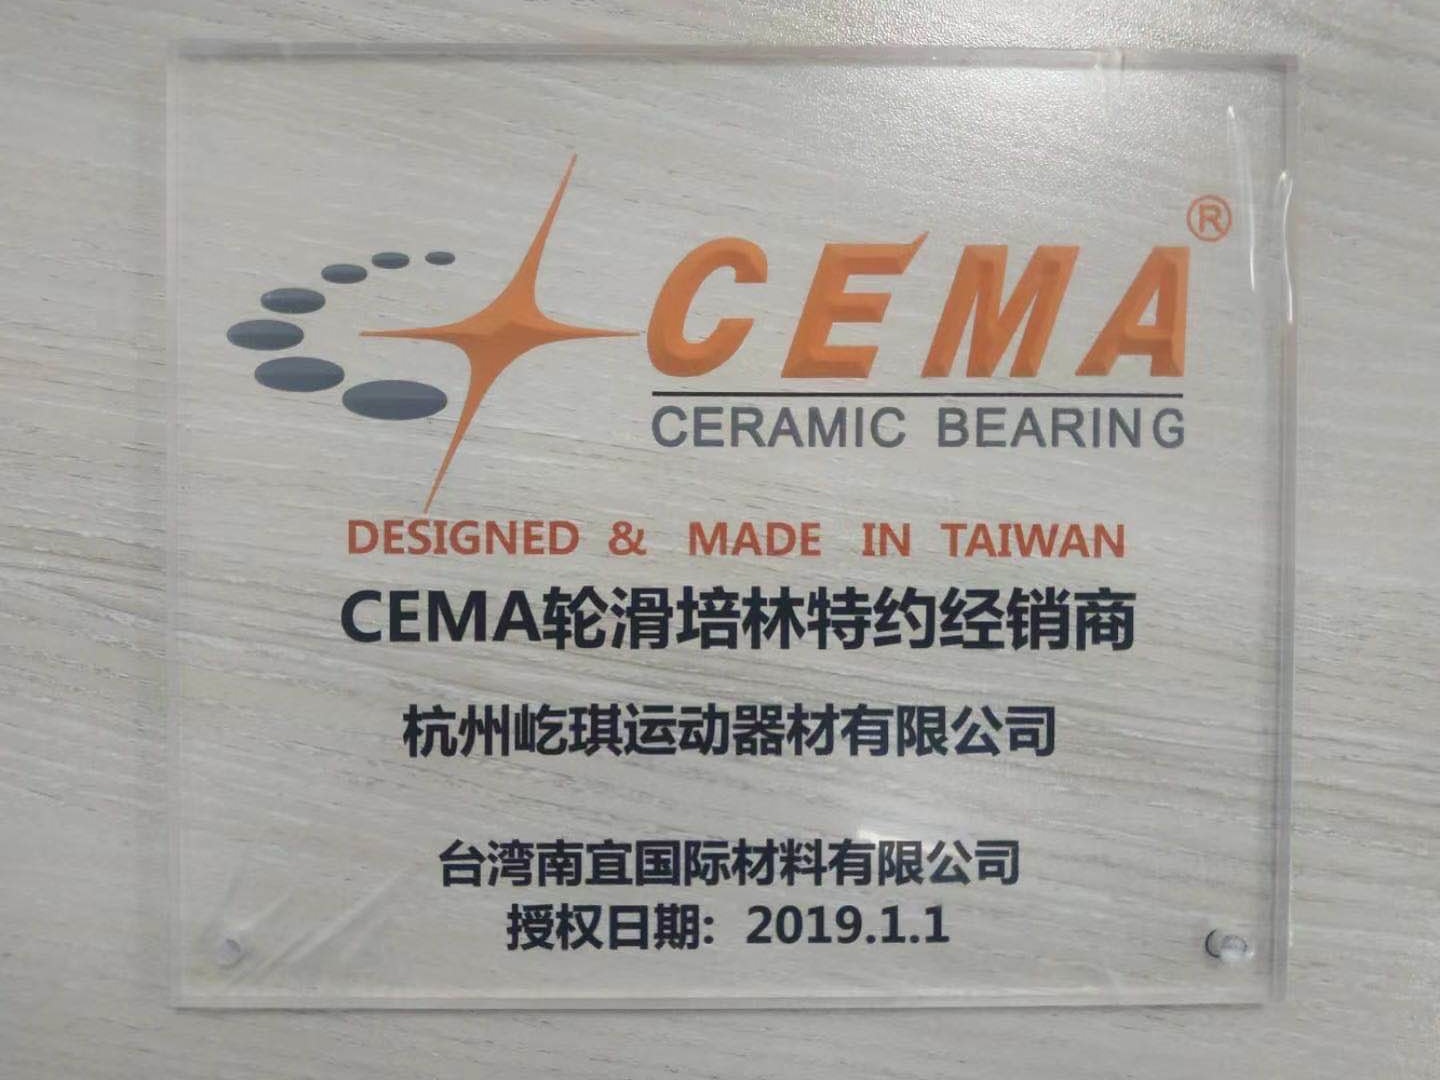 CEMA®
CERAMIC BEARING
DESIGNED & MADE IN TAIWAN
CEMA轮滑培林特约经销商
杭州屹琪运动器材有限公司
台湾南宜国际材料有限公司
授权日期: 2019.1.1